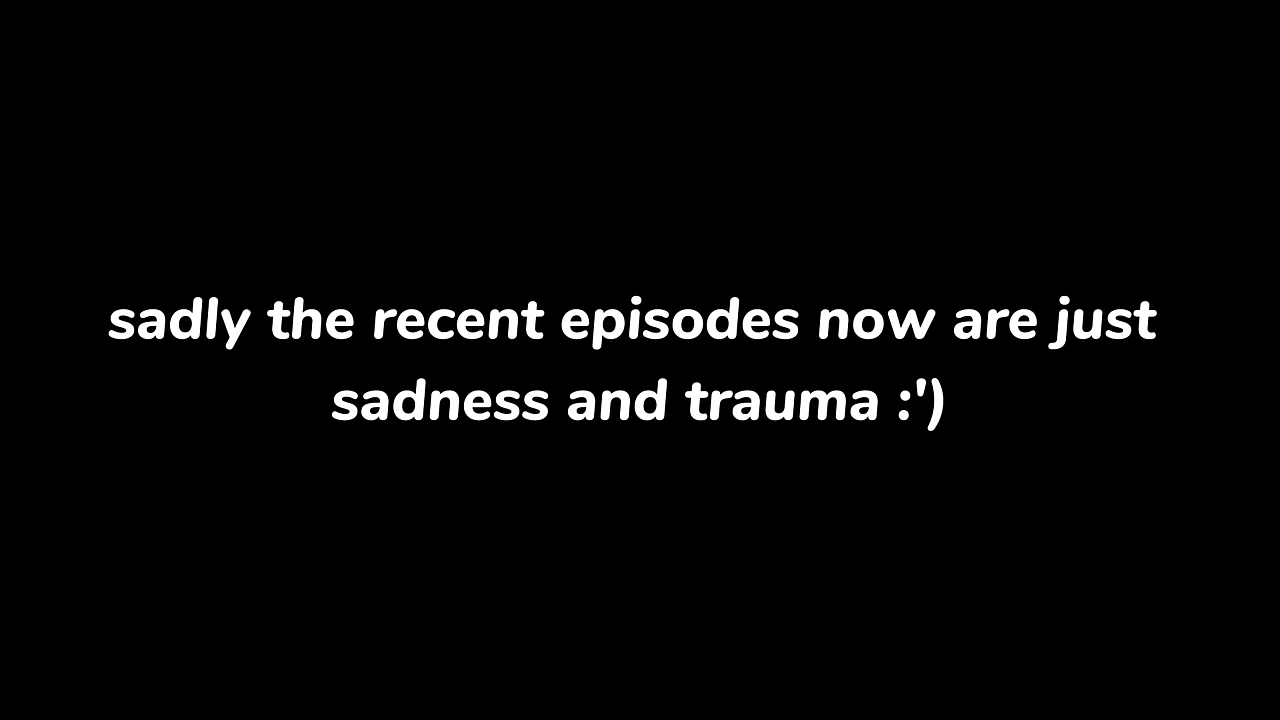 sadly the recent episodes now are just
sadness and trauma :')